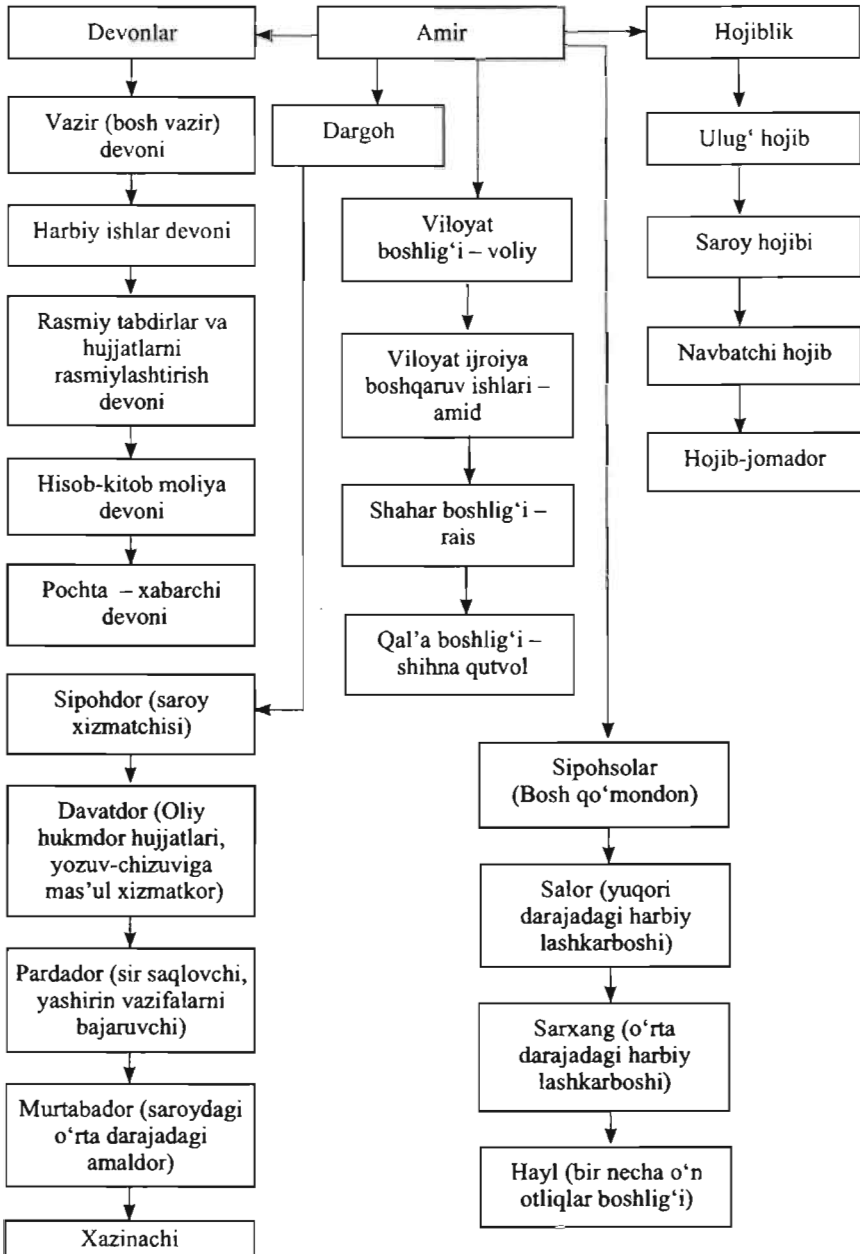 Devonlar
Amir
Hojiblik
Vazir (bosh vazir)
devoni
Harbiy ishlar devoni
Rasmiy tabdirlar va
hujjatlarni
rasmiylashtirish
devoni
Hisob-kitob moliya
devoni
Pochta – xabarchi
devoni
Dargoh
Viloyat
boshlig‘i – voliy
Viloyat ijroiya
boshqaruv ishlari –
amid
Shahar boshlig‘i –
rais
Qal’a boshlig‘i –
shihna qutvol
Ulug‘ hojib
Saroy hojibi
Navbatchi hojib
Hojib-jomador
Sipohdor (saroy
xizmatchisi)
Davatdor (Oliy
hukmdor hujjatlari,
yozuv-chizuviga
mas’ul xizmatkor)
Pardador (sir saqlovchi,
yashirin vazifalarni
bajaruvchi)
Murtabador (saroydagi
o‘rta darajadagi
amaldor)
Xazinachi
Sipohsolar
(Bosh qo‘mondon)
Salor (yuqori
darajadagi harbiy
lashkarboshi)
Sarxang (o‘rta
darajadagi harbiy
lashkarboshi)
Hayl (bir necha o‘n
otliqlar boshlig‘i)